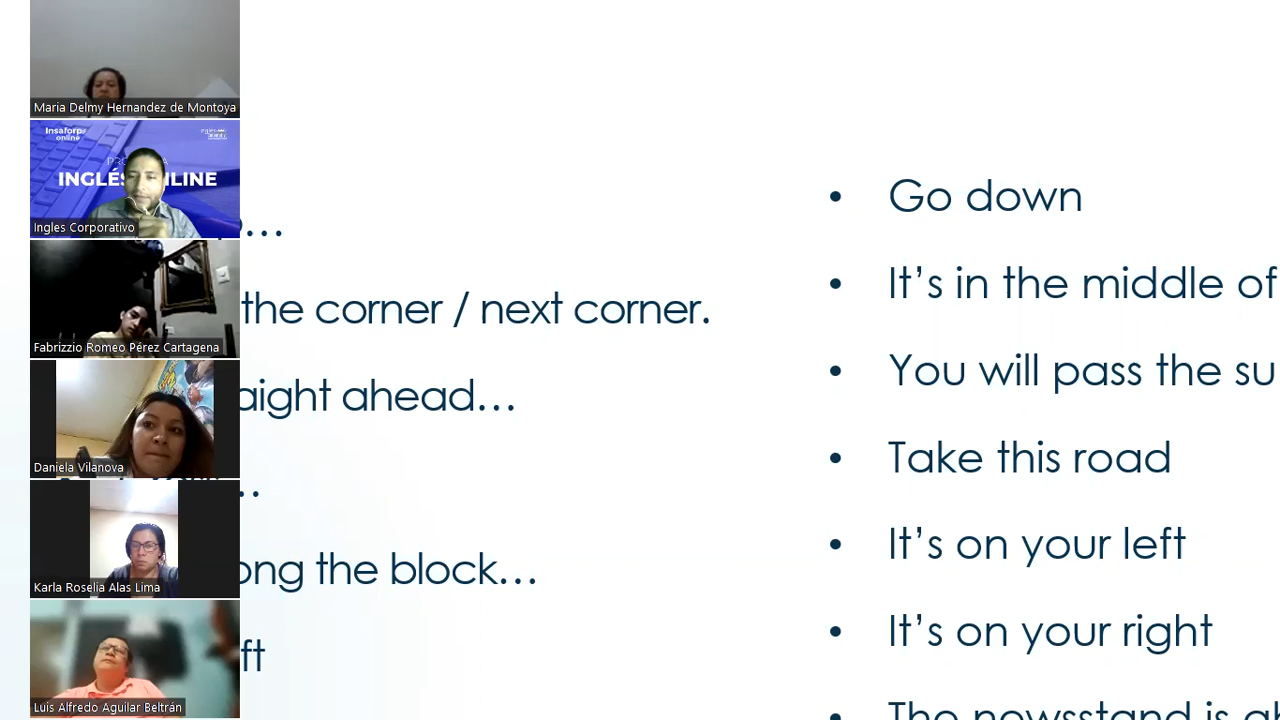 Maria Delmy Hernandez de Montoya
Insaforp
online
INGLÉS ONLINE
Ingles Corporativo
Fabrizzio Romeo Pérez Cartagena
Daniela Vilanova
Karla Roselia Alas Lima
Luis Alfredo Aguilar Beltrán
the corner / next corner.
aight ahead…
ong the block…
ft
• Go down
• It’s in the middle of
• You will pass the su
• Take this road
• It’s on your left
• It’s on your right
• The newsstand is